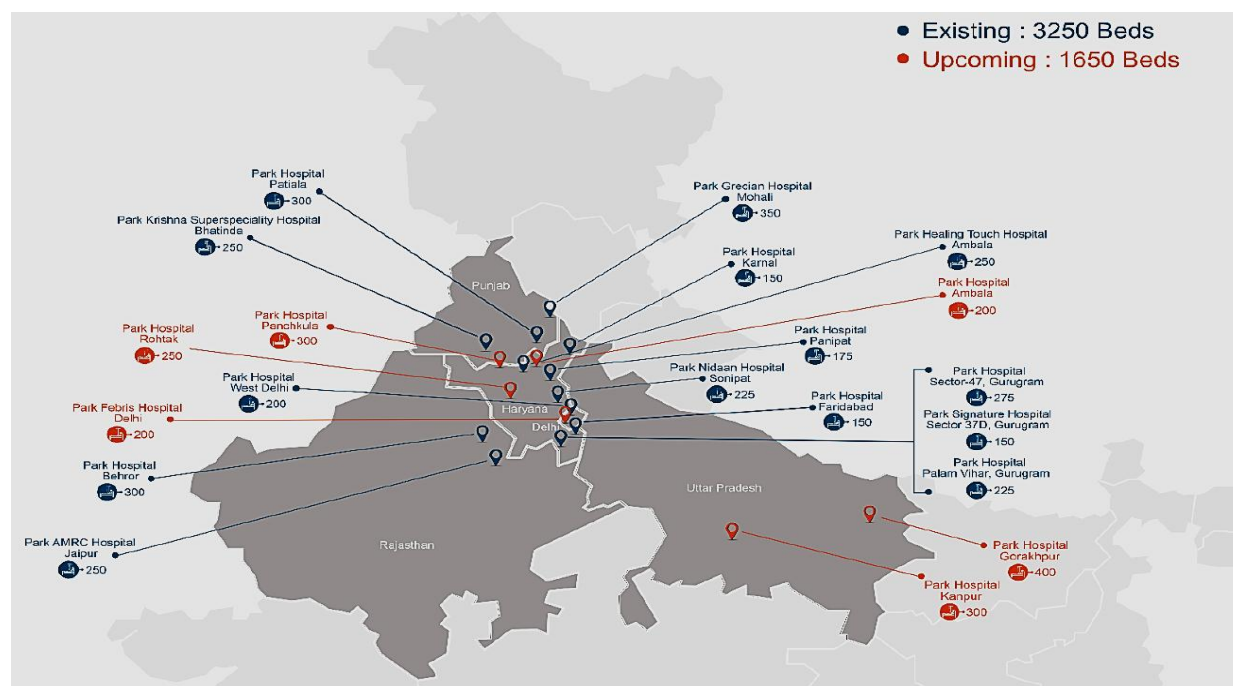 Existing : 3250 Beds
Upcoming : 1650 Beds
Park Hospital
Patiala
300
Park Krishna Superspeciality Hospital
Bhatinda
250
Park Grecian Hospital
Mohali
350
Park Hospital
Karnal
150
Park Healing Touch Hospital
Ambala
250
Park Hospital
Ambala
200
Punjab
Park Hospital
Panchkula
300
Park Hospital
Rohtak
250
Park Hospital
Panipat
175
Park Nidaan Hospital
Sonipat
225
Park Hospital
West Delhi
200
Park Hospital
Faridabad
150
Park Hospital
Sector-47, Gurugram
275
Park Signature Hospital
Sector 37D, Gurugram
150
Park Hospital
Palam Vihar, Gurugram
225
Park Febris Hospital
Delhi
200
Haryana
Delhi
Park Hospital
Behror
300
Uttar Pradesh
Rajasthan
Park AMRC Hospital
Jaipur
250
Park Hospital
Gorakhpur
400
Park Hospital
Kanpur
300